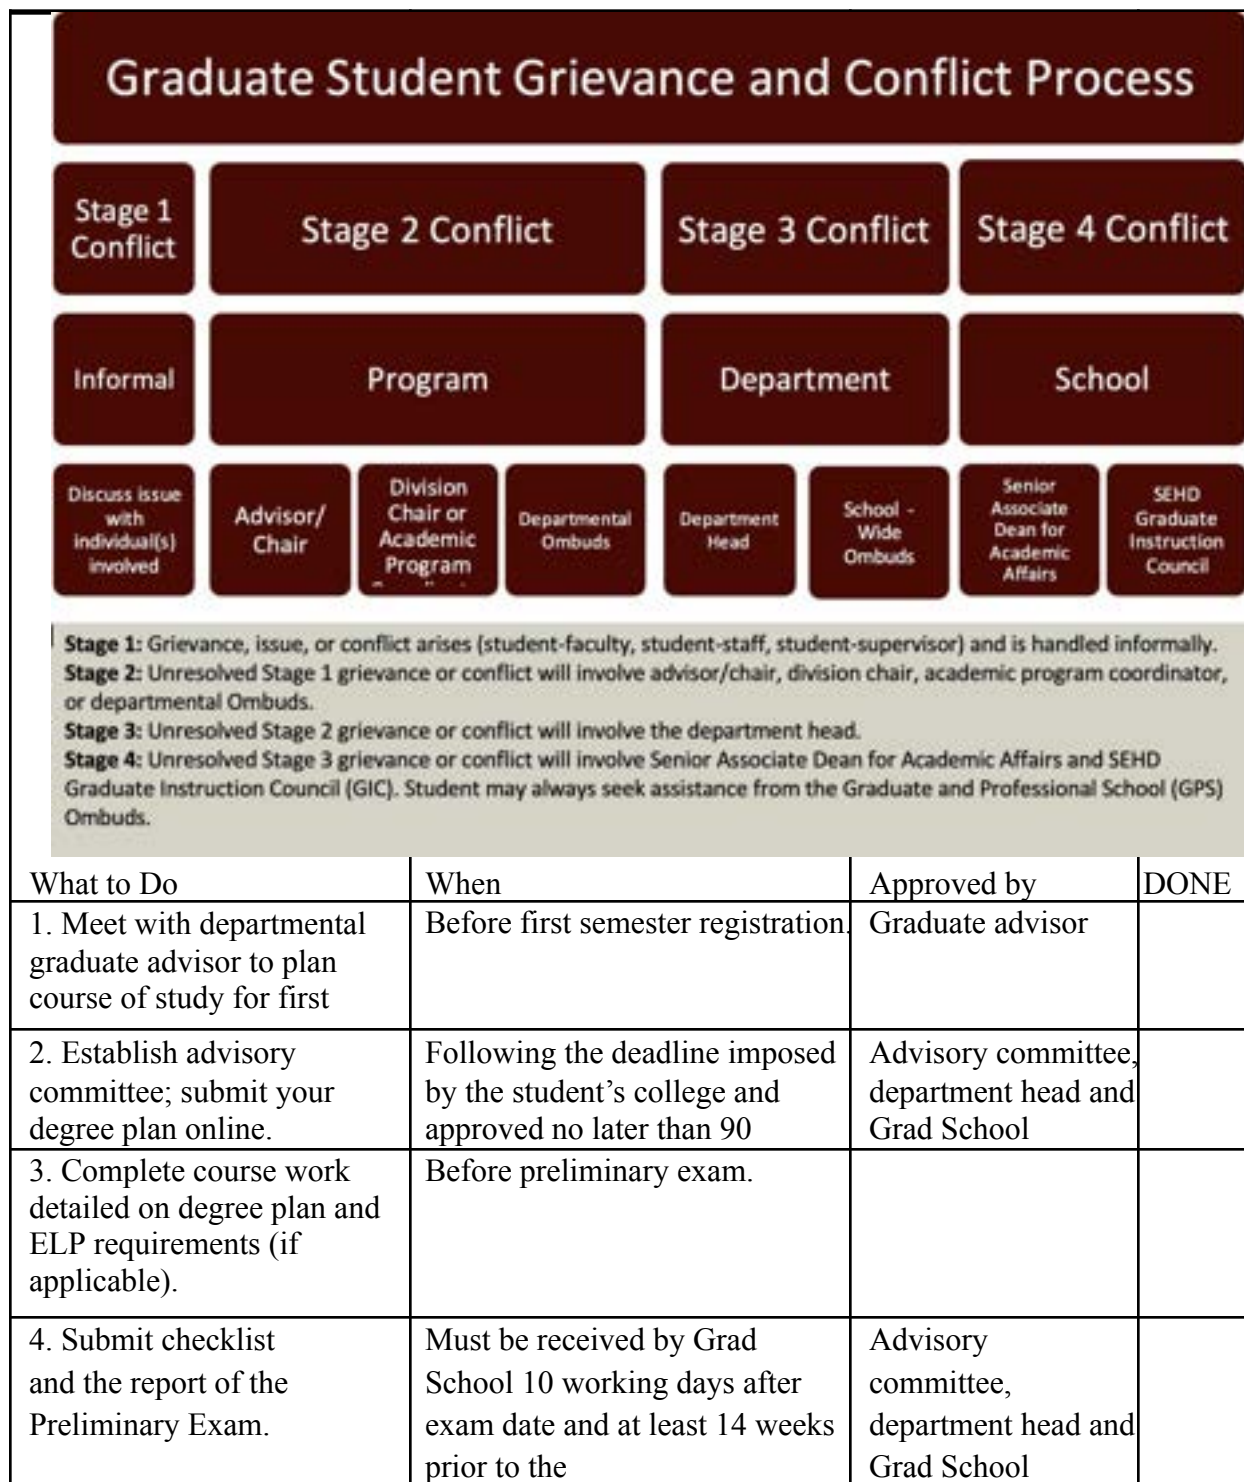 Graduate Student Grievance and Conflict Process
Stage 1
Conflict
Stage 2 Conflict
Stage 3 Conflict
Stage 4 Conflict
Informal
Program
Department
School
Discuss issue
with
individual(s)
involved
Advisor/
Chair
Division
Chair or
Academic
Program
Departmental
Ombuds
Department
Head
School -
Wide
Ombuds
Senior
Associate
Dean for
Academic
Affairs
SEHD
Graduate
Instruction
Council
Stage 1: Grievance, issue, or conflict arises (student-faculty, student-staff, student-supervisor) and is handled informally.
Stage 2: Unresolved Stage 1 grievance or conflict will involve advisor/chair, division chair, academic program coordinator,
or departmental Ombuds.
Stage 3: Unresolved Stage 2 grievance or conflict will involve the department head.
Stage 4: Unresolved Stage 3 grievance or conflict will involve Senior Associate Dean for Academic Affairs and SEHD
Graduate Instruction Council (GIC). Student may always seek assistance from the Graduate and Professional School (GPS)
Ombuds.
What to Do
When
Approved by
DONE
1. Meet with departmental
graduate advisor to plan
course of study for first
Before first semester registration.
Graduate advisor
2. Establish advisory
committee; submit your
degree plan online.
Following the deadline imposed
by the student's college and
approved no later than 90
Advisory committee,
department head and
Grad School
3. Complete course work
detailed on degree plan and
ELP requirements (if
applicable).
Before preliminary exam.
4. Submit checklist
and the report of the
Preliminary Exam.
Must be received by Grad
School 10 working days after
exam date and at least 14 weeks
prior to the
Advisory
committee,
department head and
Grad School